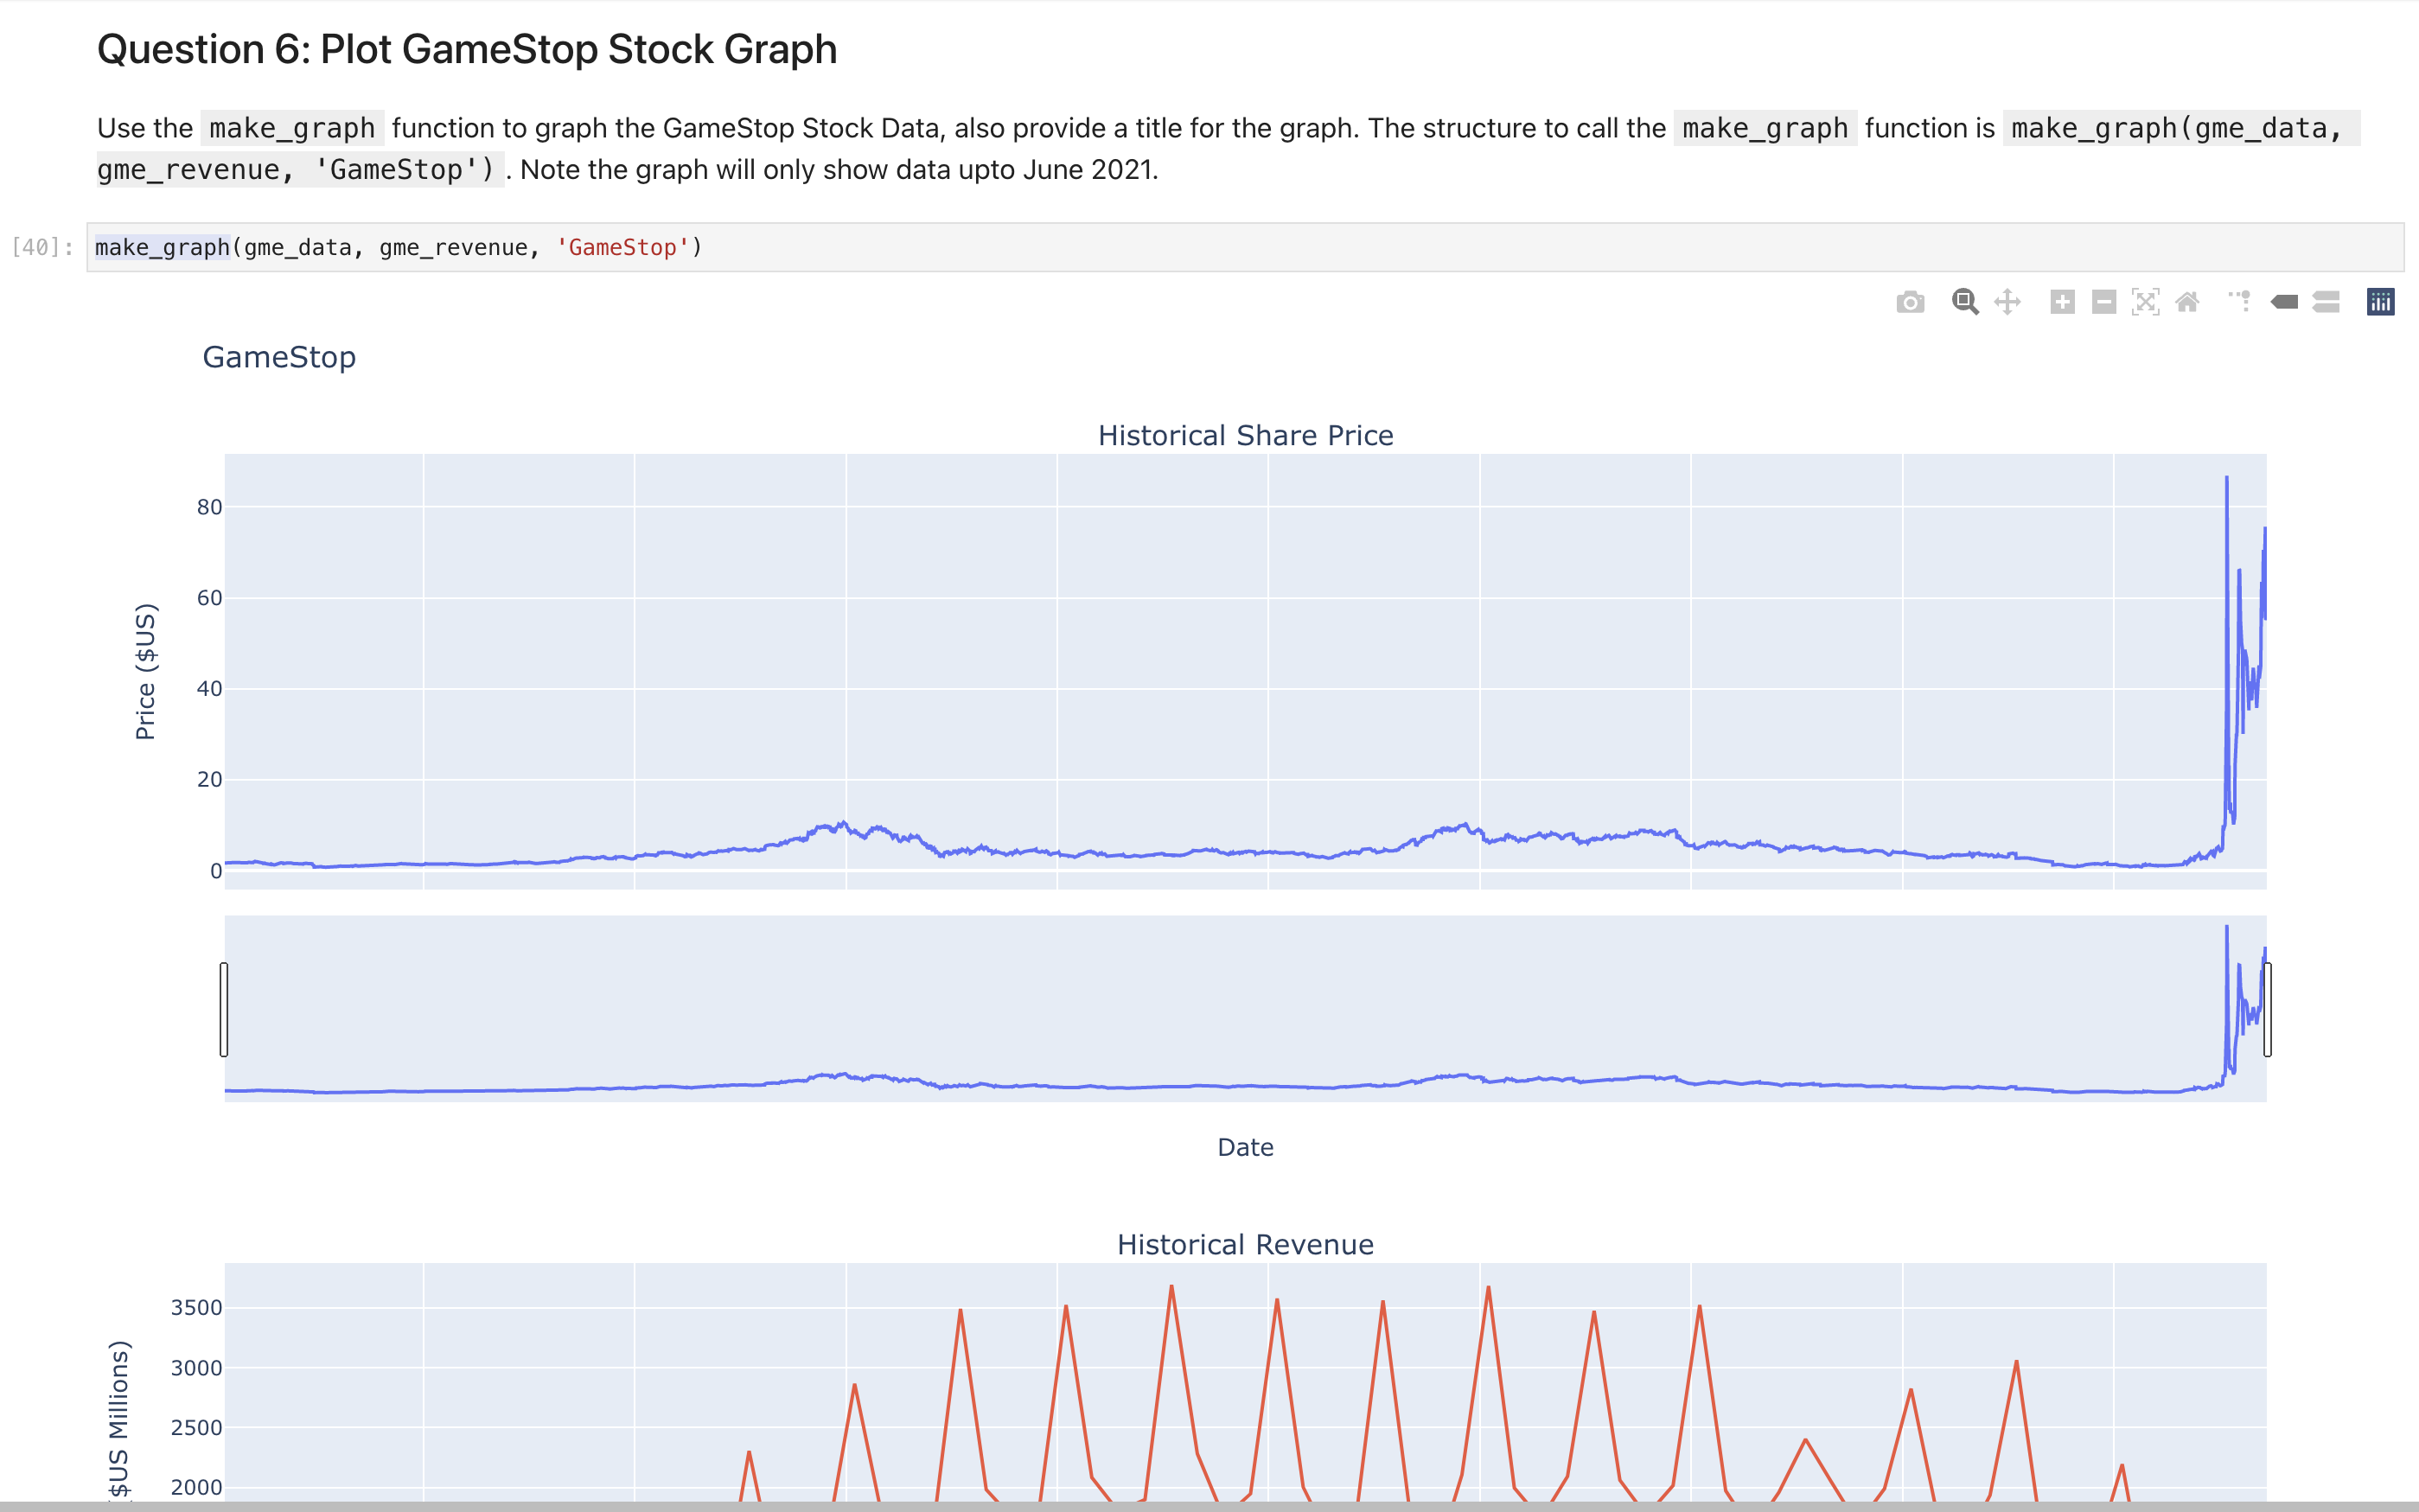 Question 6: Plot GameStop Stock Graph
Use the make_graph function to graph the GameStop Stock Data, also provide a title for the graph. The structure to call the make_graph function is make_graph(gme_data,
gme_revenue, 'GameStop') . Note the graph will only show data upto June 2021.
[40]: make_graph(gme_data, gme_revenue, 'GameStop')
GameStop
Historical Share Price
80
60
40
20
0
Price ($US)
Date
Historical Revenue
3500
3000
2500
2000
($US Millions)